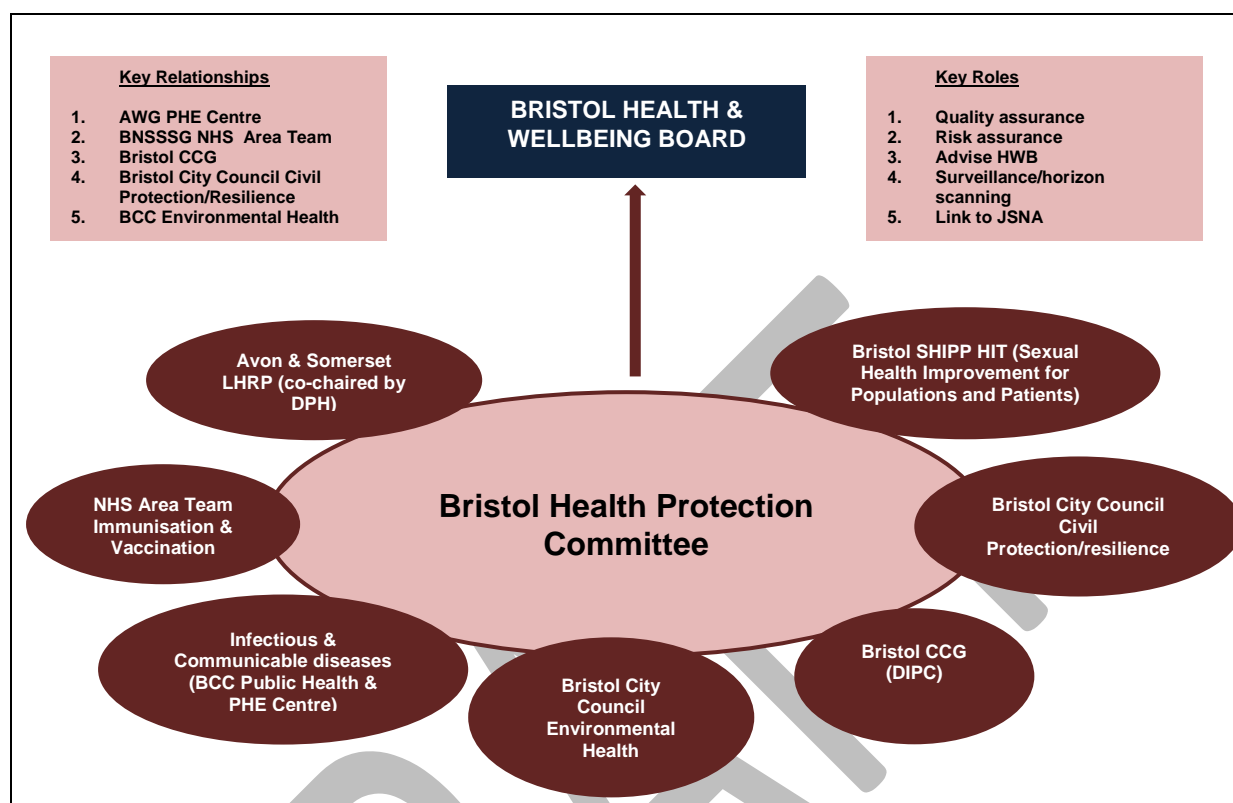 Key Relationships
1. AWG PHE Centre
2. BNSSSG NHS Area Team
3. Bristol CCG
4. Bristol City Council Civil
Protection/Resilience
5. BCC Environmental Health
BRISTOL HEALTH &
WELLBEING BOARD
Key Roles
1. Quality assurance
2. Risk assurance
3. Advise HWB
4. Surveillance/horizon
scanning
5. Link to JSNA
Avon & Somerset
LHRP (co-chaired by
DPH)
Bristol SHIPP HIT (Sexual
Health Improvement for
Populations and Patients)
NHS Area Team
Immunisation &
Vaccination
Bristol Health Protection
Committee
Bristol City Council
Civil
Protection/resilience
Infectious &
Communicable diseases
(BCC Public Health &
PHE Centre)
Bristol City
Council
Environmental
Health
Bristol CCG
(DIPC)